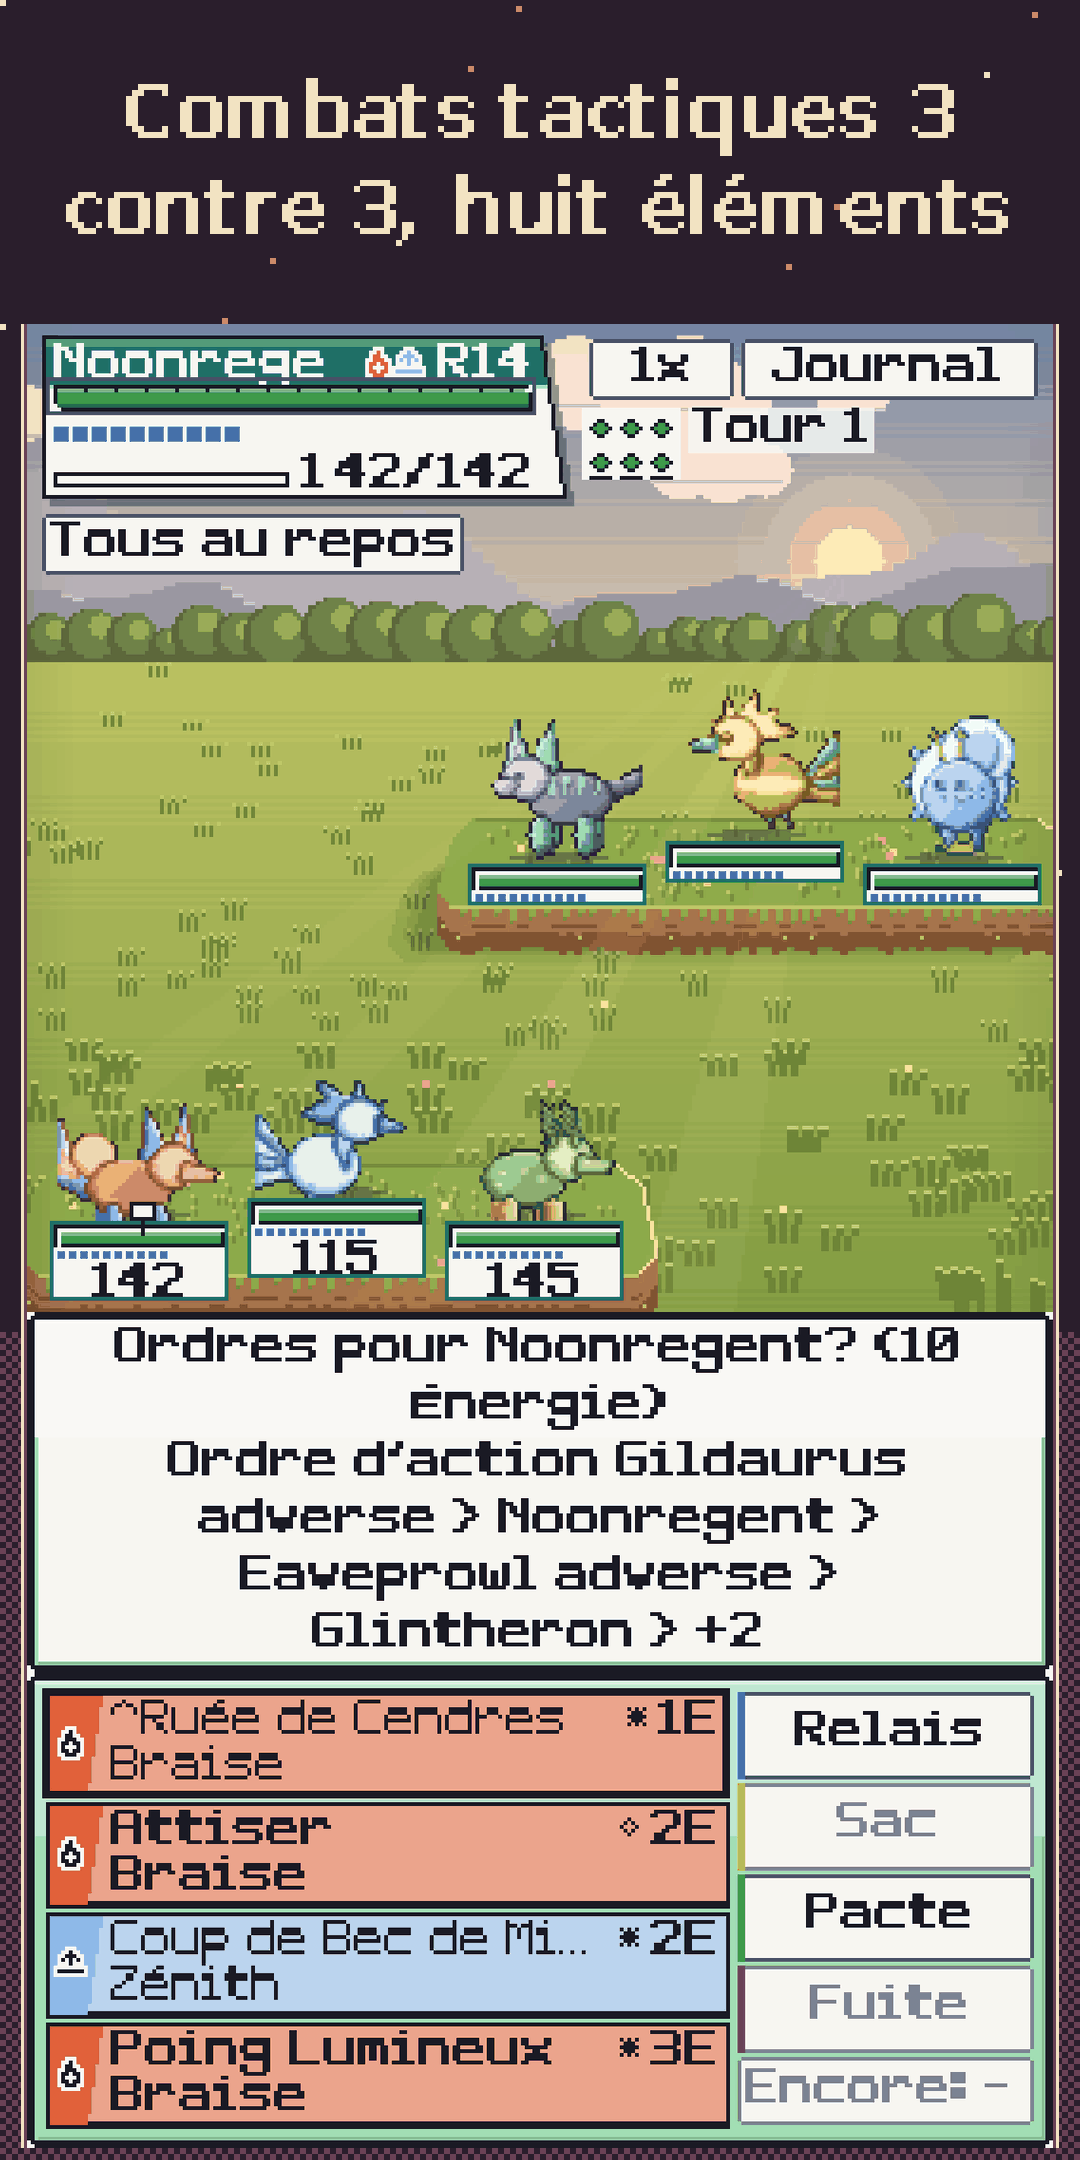 Combats tactiques 3
contre 3, huit éléments
Noonrege R14
1x
Journal
Tour 1
142/142
Tous au repos
142
115
145
Ordres pour Noonregent? (10
Énergie)
Ordre d'action Gildaurus
adverse > Noonregent >
Eaweprowl adverse >
Glintheron > +2
^Ruée de Cendres *1E
Braise
Attiser ◇2E
Braise
Coup de Bec de Mi... *2E
Zénith
Poing Lumineux *3E
Braise
Relais
Sac
Pacte
Fuite
Encore: -